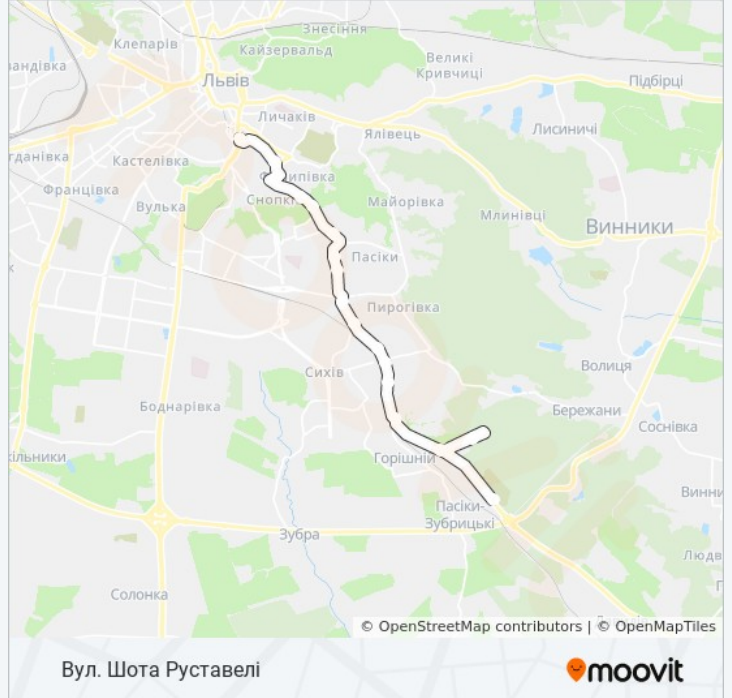 Знесіння
Клепарів
Кайзервальд
Великі
Кривчиці
Львів
Підбірці
Личаків
Ялівець
Лисиничі
Кастелівка
Францівка
Вулька
Майорівка
Млинівці
Винники
Пасіки
Пирогівка
Сихів
Волиця
Боднарівка
Бережани
Соснівка
Горішній
Пасіки-
Зубрицькі
Зубра
Солонка
© OpenStreetMap contributors | © OpenMapTiles
Вул. Шота Руставелі
moovit